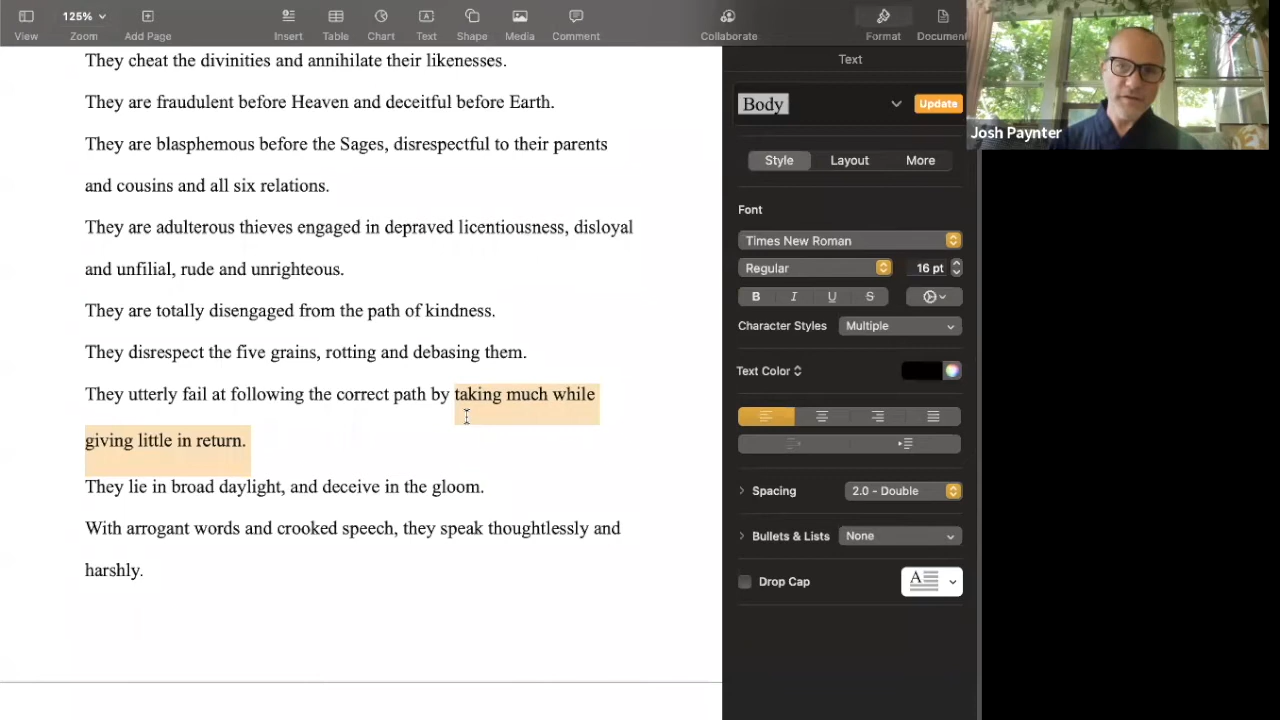 125%
View
Zoom
Add Page
Insert
Table
Chart
Text
Shape
Media
Comment
Collaborate
Format
Document
They cheat the divinities and annihilate their likenesses.
They are fraudulent before Heaven and deceitful before Earth.
They are blasphemous before the Sages, disrespectful to their parents
and cousins and all six relations.
They are adulterous thieves engaged in depraved licentiousness, disloyal
and unfilial, rude and unrighteous.
They are totally disengaged from the path of kindness.
They disrespect the five grains, rotting and debasing them.
They utterly fail at following the correct path by taking much while
giving little in return.
They lie in broad daylight, and deceive in the gloom.
With arrogant words and crooked speech, they speak thoughtlessly and
harshly.
Text
Body
Update
Style
Layout
More
Font
Times New Roman
Regular
16 pt
B I U S
Character Styles
Multiple
Text Color
Spacing
2.0 - Double
Bullets & Lists
None
Drop Cap
A
Josh Paynter